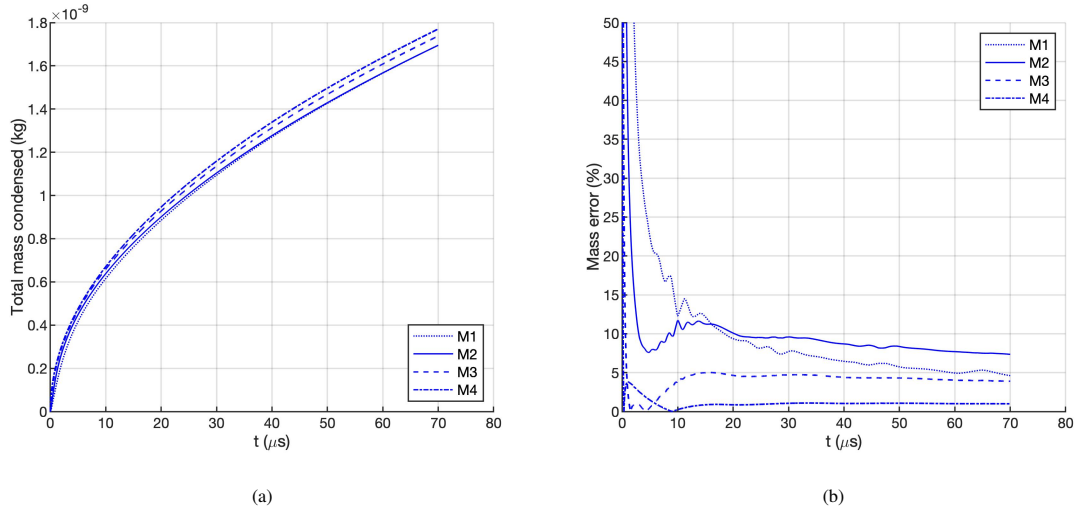 ×10⁻⁹
1.8
1.6
1.4
1.2
1
0.8
0.6
0.4
0.2
0
0 10 20 30 40 50 60 70 80
t (μs)
Total mass condensed (kg)
M1
M2
M3
M4
(a)
50
45
40
35
30
25
20
15
10
5
0
0 10 20 30 40 50 60 70 80
t (μs)
Mass error (%)
M1
M2
M3
M4
(b)